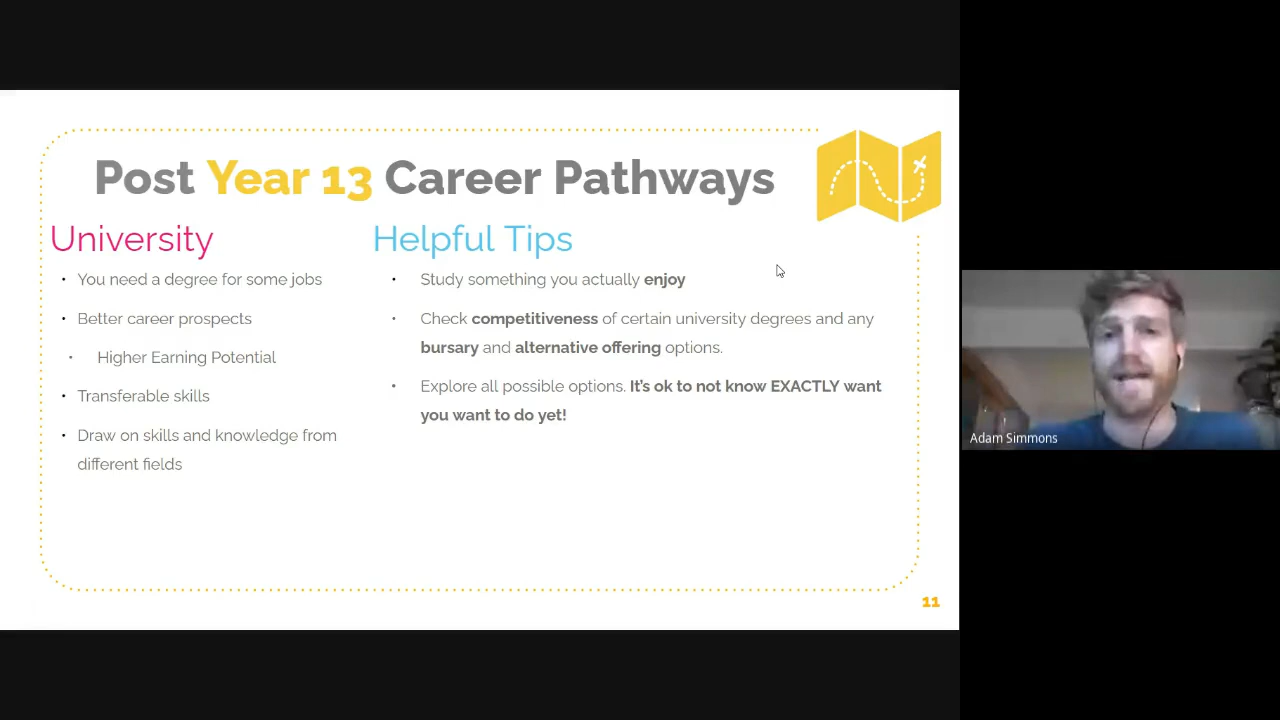 Post Year 13 Career Pathways
University
• You need a degree for some jobs
• Better career prospects
• Higher Earning Potential
• Transferable skills
• Draw on skills and knowledge from
different fields
Helpful Tips
• Study something you actually enjoy
• Check competitiveness of certain university degrees and any
bursary and alternative offering options.
• Explore all possible options. It's ok to not know EXACTLY want
you want to do yet!
11
Adam Simmons